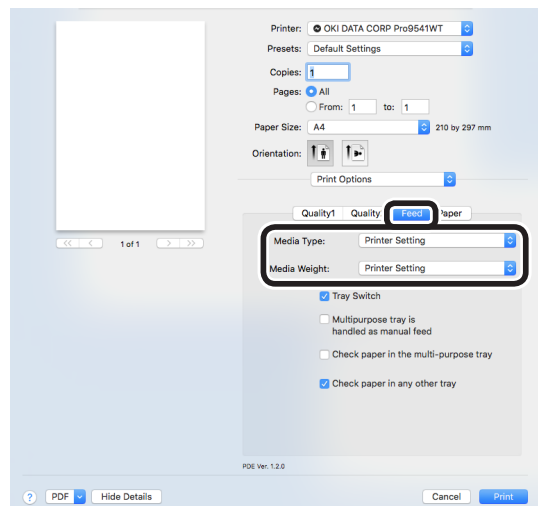 Printer: OKI DATA CORP Pro9541WT
Presets: Default Settings
Copies: 1
Pages: All
From: 1 to: 1
Paper Size: A4 210 by 297 mm
Orientation:
Print Options
Quality1 Quality Feed Paper
<< < 1 of 1 > >>
Media Type: Printer Setting
Media Weight: Printer Setting
Tray Switch
Multipurpose tray is
handled as manual feed
Check paper in the multi-purpose tray
Check paper in any other tray
PDE Ver. 1.2.0
? PDF Hide Details Cancel Print